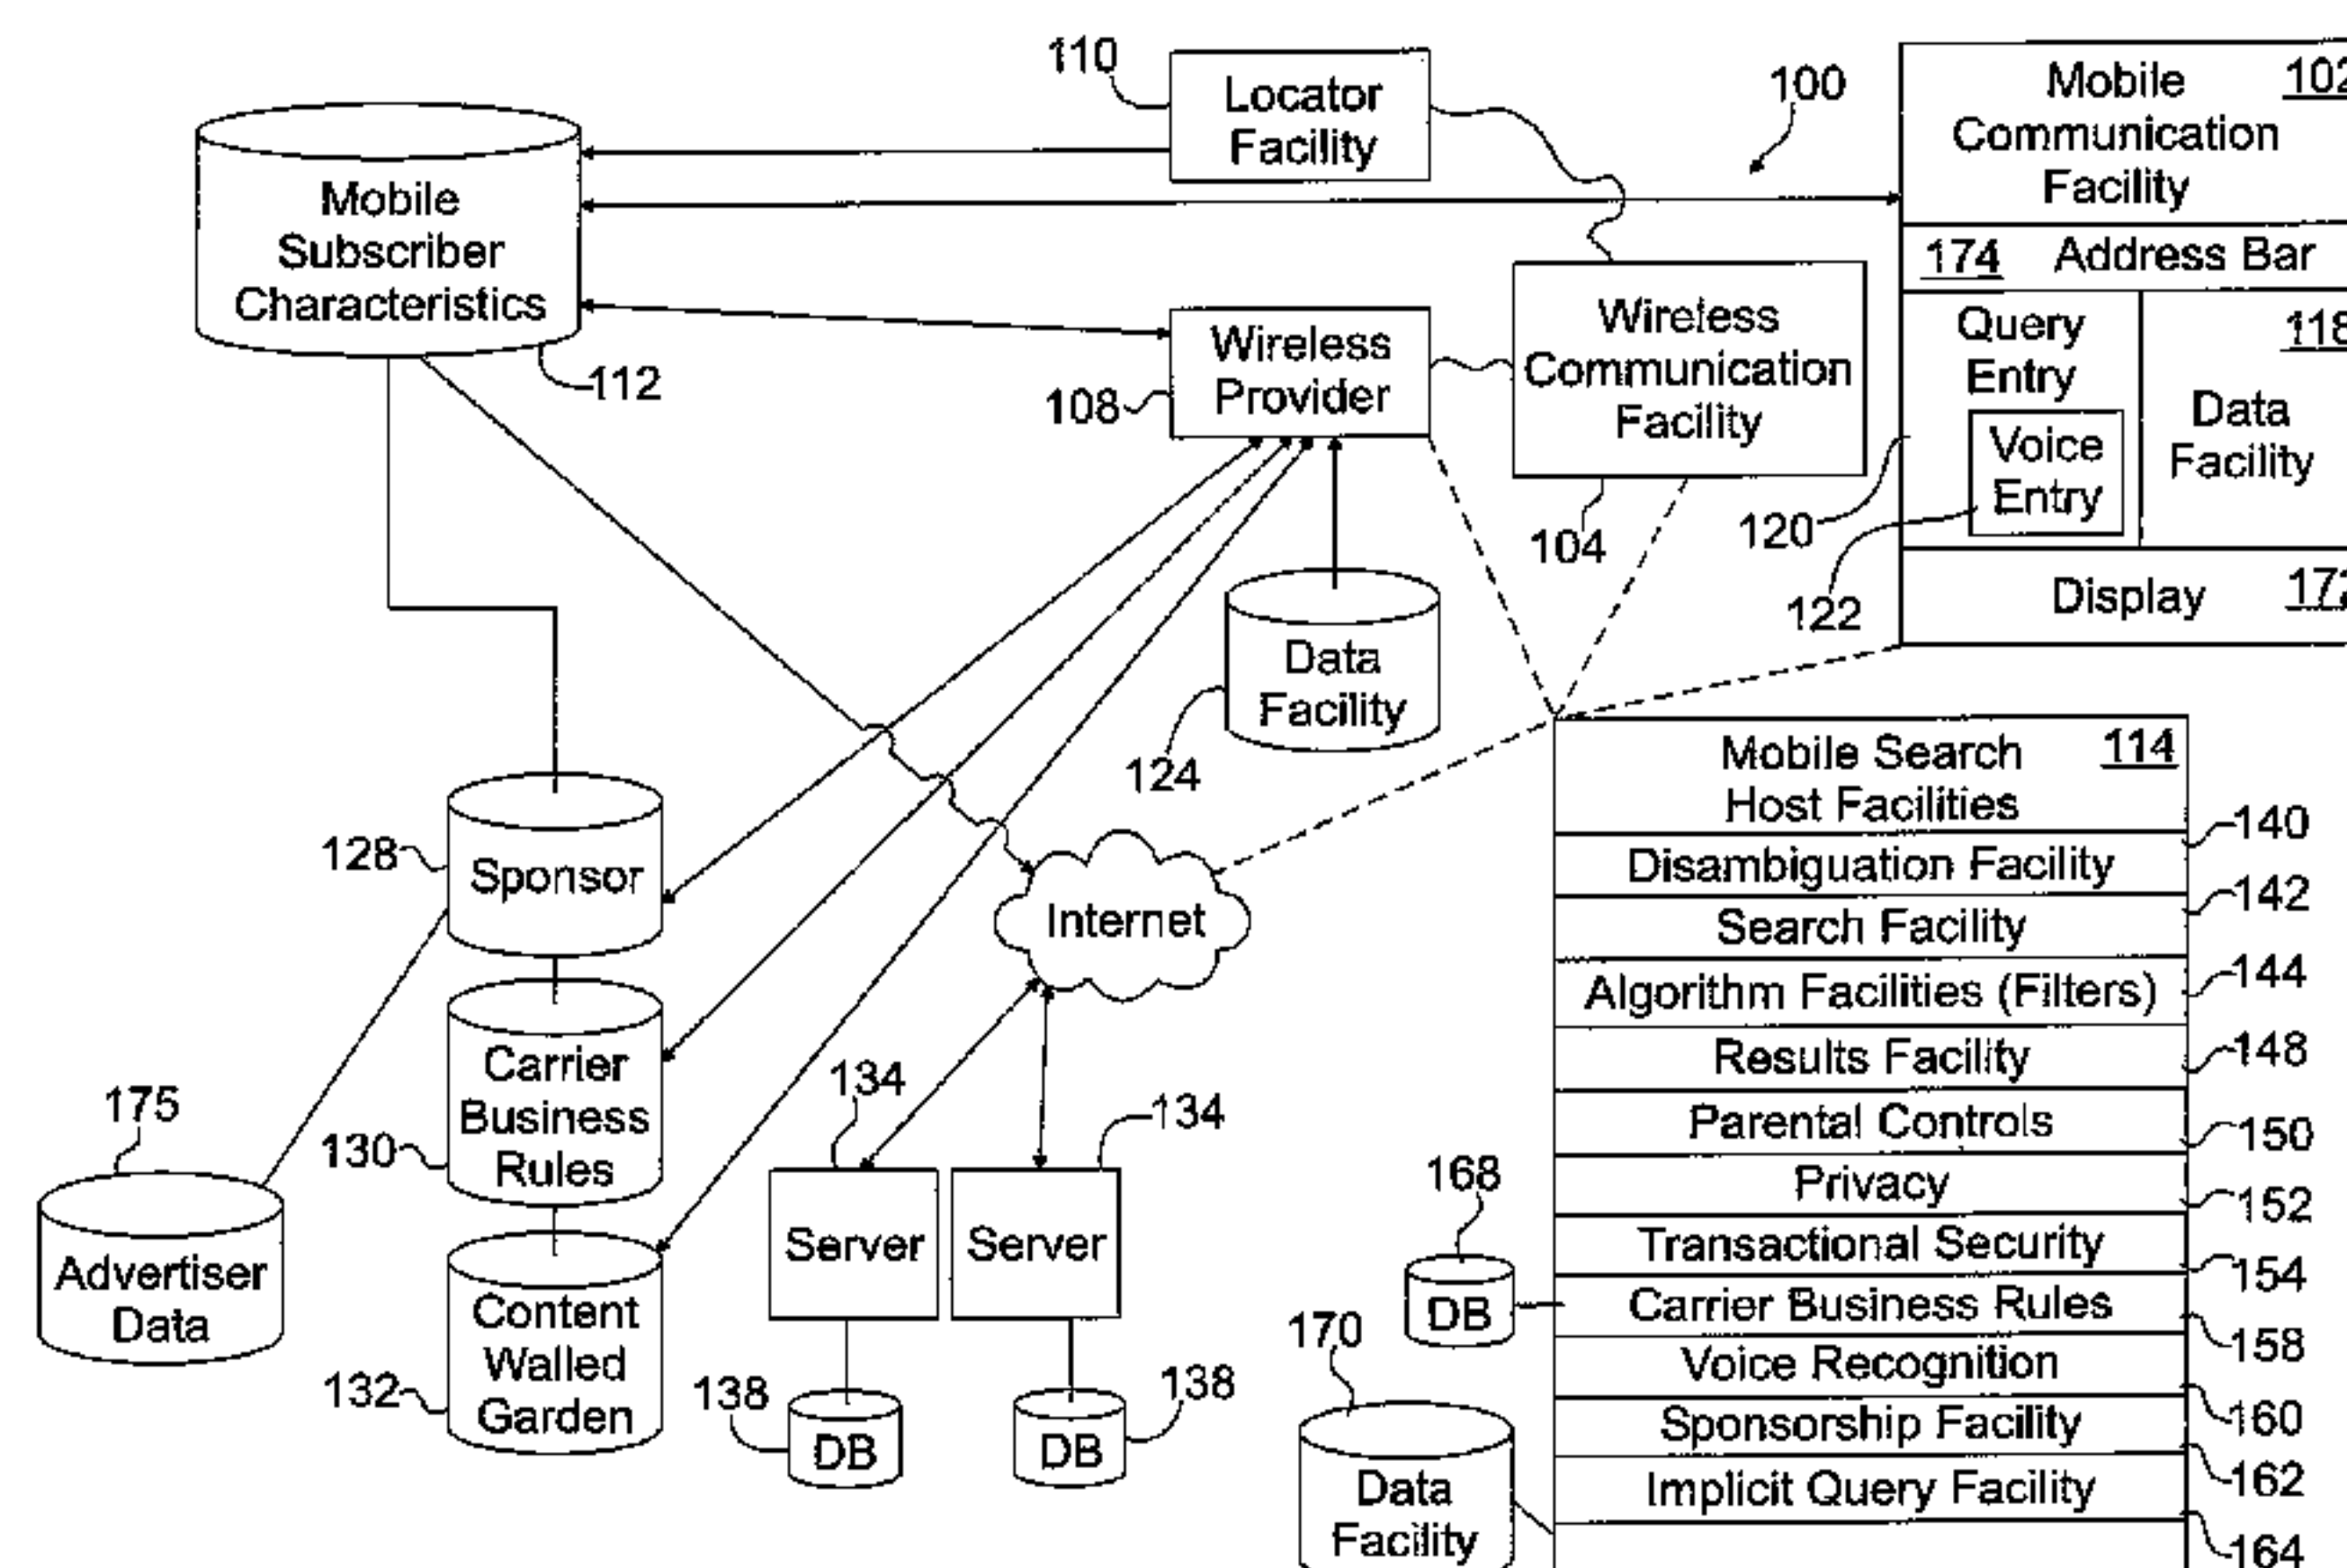 110
Locator
Facility
100
Mobile
Communication
Facility
102
Mobile
Subscriber
Characteristics
112
174 Address Bar
Query
Entry
Voice
Entry
118
Data
Facility
120
122
Display
Wireless
Provider
108
Wireless
Communication
Facility
104
Data
Facility
124
128
Sponsor
Internet
Mobile Search
Host Facilities
114
Disambiguation Facility
140
Search Facility
142
Algorithm Facilities (Filters)
144
Results Facility
148
Parental Controls
150
Privacy
152
Transactional Security
154
Carrier Business Rules
158
Voice Recognition
160
Sponsorship Facility
162
Implicit Query Facility
164
175
Advertiser
Data
130
Carrier
Business
Rules
132
Content
Walled
Garden
134
134
Server
Server
138
DB
DB
138
168
DB
170
Data
Facility